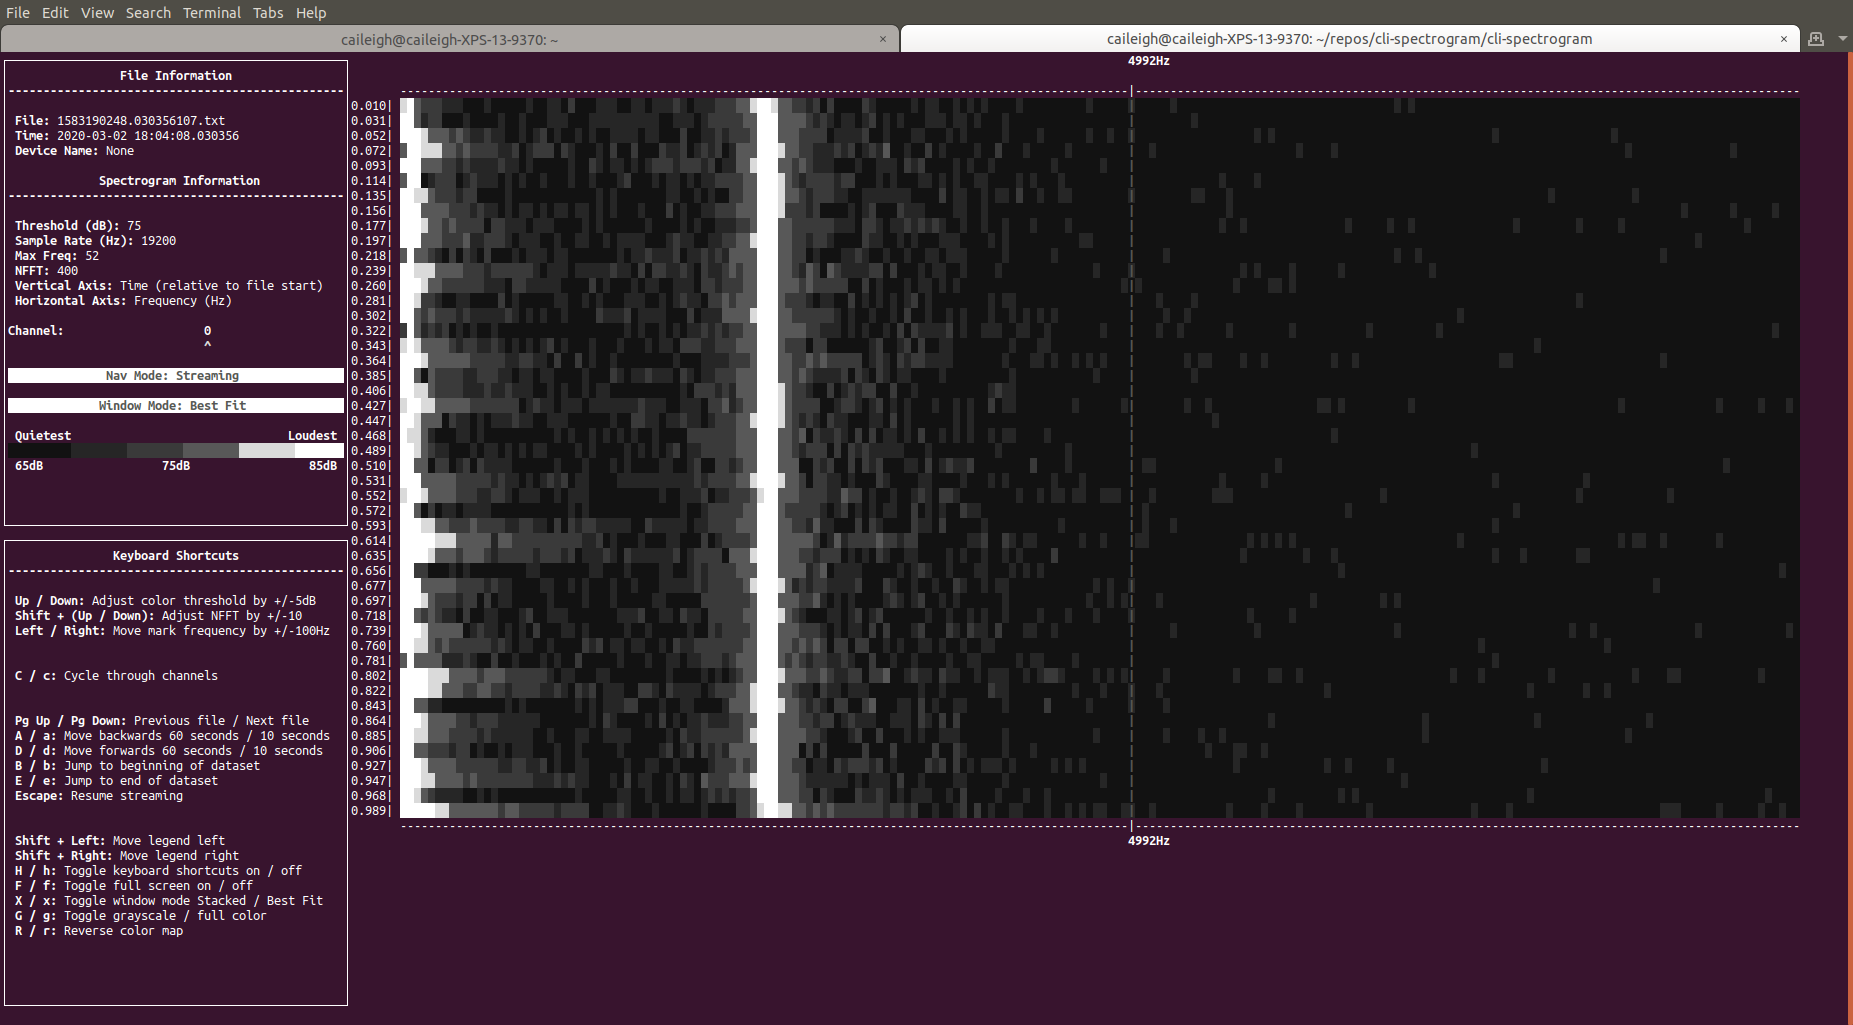 File Edit View Search Terminal Tabs Help
caileigh@caileigh-XPS-13-9370: ~ ×
caileigh@caileigh-XPS-13-9370: ~/repos/cli-spectrogram/cli-spectrogram ×
File Information
------------------------------------------------
File: 1583190248.030356107.txt
Time: 2020-03-02 18:04:08.030356
Device Name: None
Spectrogram Information
------------------------------------------------
Threshold (dB): 75
Sample Rate (Hz): 19200
Max Freq: 52
NFFT: 400
Vertical Axis: Time (relative to file start)
Horizontal Axis: Frequency (Hz)
Channel: 0
^
Nav Mode: Streaming
Window Mode: Best Fit
Quietest Loudest
65dB 75dB 85dB
Keyboard Shortcuts
------------------------------------------------
Up / Down: Adjust color threshold by +/-5dB
Shift + (Up / Down): Adjust NFFT by +/-10
Left / Right: Move mark frequency by +/-100Hz
C / c: Cycle through channels
Pg Up / Pg Down: Previous file / Next file
A / a: Move backwards 60 seconds / 10 seconds
D / d: Move forwards 60 seconds / 10 seconds
B / b: Jump to beginning of dataset
E / e: Jump to end of dataset
Escape: Resume streaming
Shift + Left: Move legend left
Shift + Right: Move legend right
H / h: Toggle keyboard shortcuts on / off
F / f: Toggle full screen on / off
X / x: Toggle window mode Stacked / Best Fit
G / g: Toggle grayscale / full color
R / r: Reverse color map
4992Hz
0.010|
0.031|
0.052|
0.072|
0.093|
0.114|
0.135|
0.156|
0.177|
0.197|
0.218|
0.239|
0.260|
0.281|
0.302|
0.322|
0.343|
0.364|
0.385|
0.406|
0.427|
0.447|
0.468|
0.489|
0.510|
0.531|
0.552|
0.572|
0.593|
0.614|
0.635|
0.656|
0.677|
0.697|
0.718|
0.739|
0.760|
0.781|
0.802|
0.822|
0.843|
0.864|
0.885|
0.906|
0.927|
0.947|
0.968|
0.989|
4992Hz